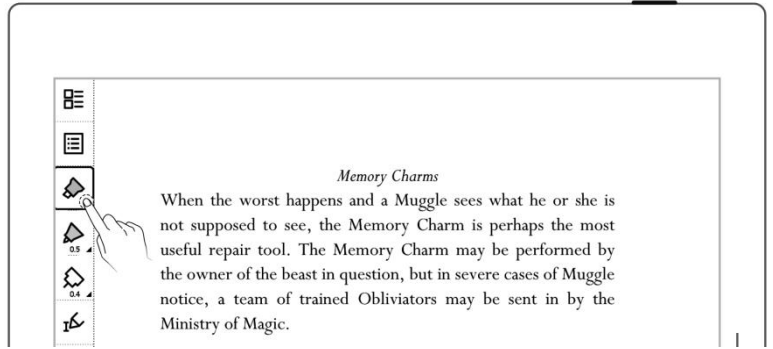 Memory Charms
When the worst happens and a Muggle sees what he or she is
not supposed to see, the Memory Charm is perhaps the most
useful repair tool. The Memory Charm may be performed by
the owner of the beast in question, but in severe cases of Muggle
notice, a team of trained Obliviators may be sent in by the
Ministry of Magic.
0.5
0.4
I